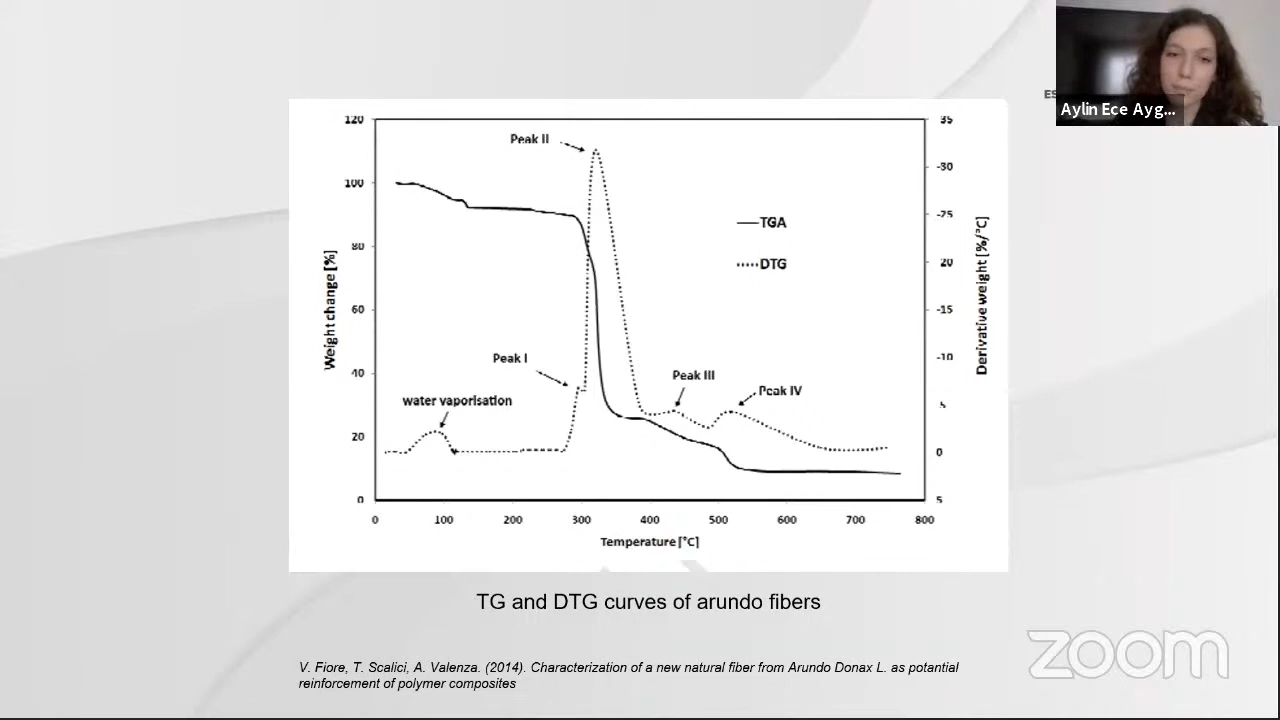 ES
Aylin Ece Ayg...
120
100
80
60
40
20
0
Weight change [%]
35
-30
-25
20
-15
-10
5
0
5
Derivative weight [%/°C]
0
100
200
300
400
500
600
700
800
Temperature [°C]
Peak II
TGA
DTG
Peak I
Peak III
Peak IV
water vaporisation
TG and DTG curves of arundo fibers
V. Fiore, T. Scalici, A. Valenza. (2014). Characterization of a new natural fiber from Arundo Donax L. as potential
reinforcement of polymer composites
zoom